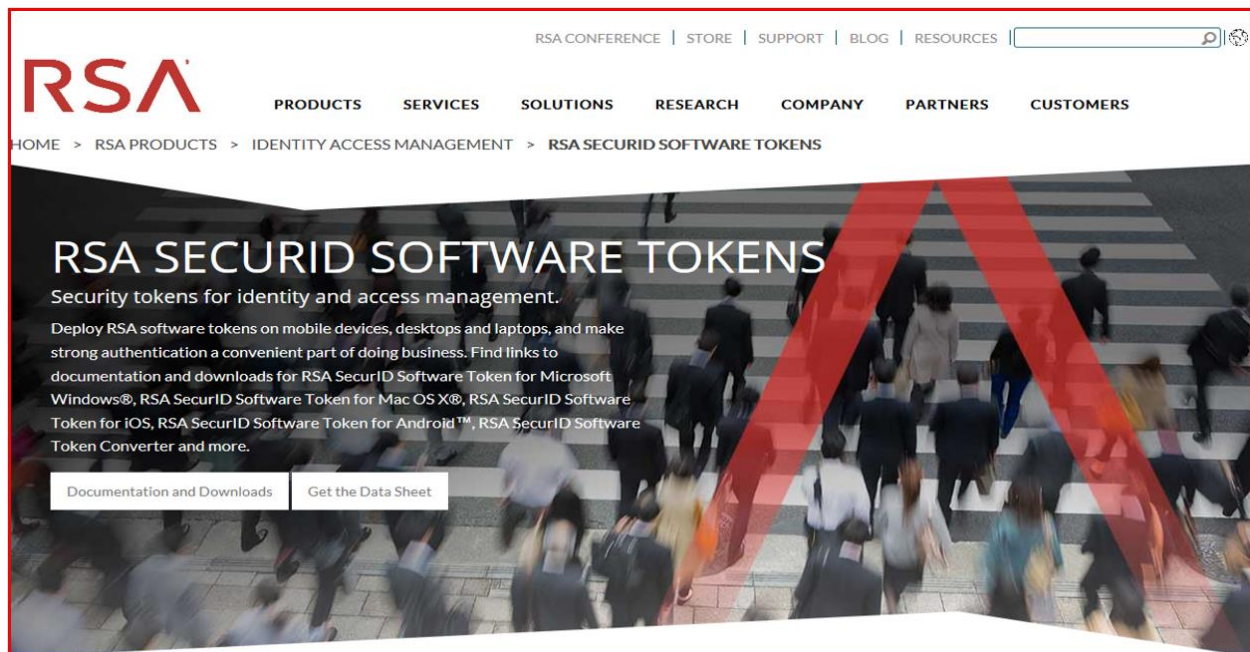 RSA CONFERENCE | STORE | SUPPORT | BLOG | RESOURCES |
RSA
PRODUCTS SERVICES SOLUTIONS RESEARCH COMPANY PARTNERS CUSTOMERS
HOME > RSA PRODUCTS > IDENTITY ACCESS MANAGEMENT > RSA SECURID SOFTWARE TOKENS
RSA SECURID SOFTWARE TOKENS
Security tokens for identity and access management.
Deploy RSA software tokens on mobile devices, desktops and laptops, and make
strong authentication a convenient part of doing business. Find links to
documentation and downloads for RSA SecurID Software Token for Microsoft
Windows®, RSA SecurID Software Token for Mac OS X®, RSA SecurID Software
Token for iOS, RSA SecurID Software Token for Android™, RSA SecurID Software
Token Converter and more.
Documentation and Downloads Get the Data Sheet